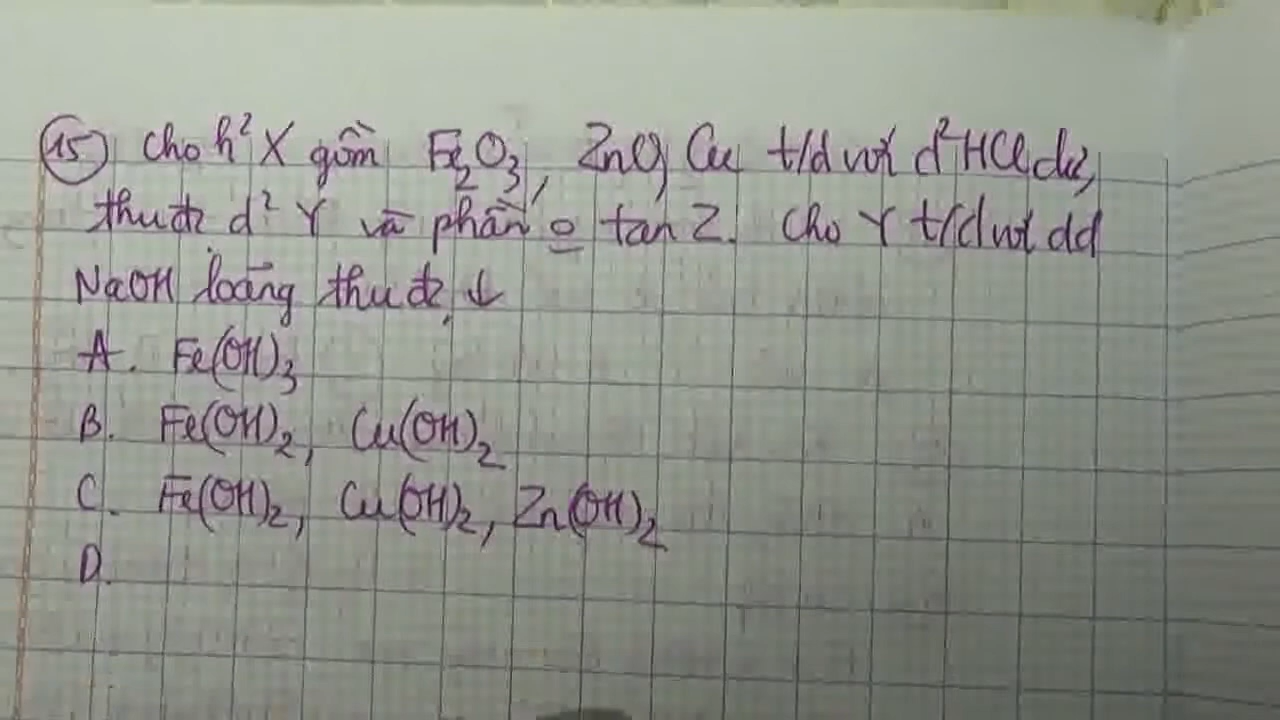 15) Cho h² X gồm Fe₂O₃, ZnO, Cu t/d với d² HCl dư,
thu đc d² Y và phần o tan Z. Cho Y t/d với dd
NaOH loãng thu đc ↓
A. Fe(OH)₃
B. Fe(OH)₂, Cu(OH)₂
C. Fe(OH)₂, Cu(OH)₂, Zn(OH)₂
D.